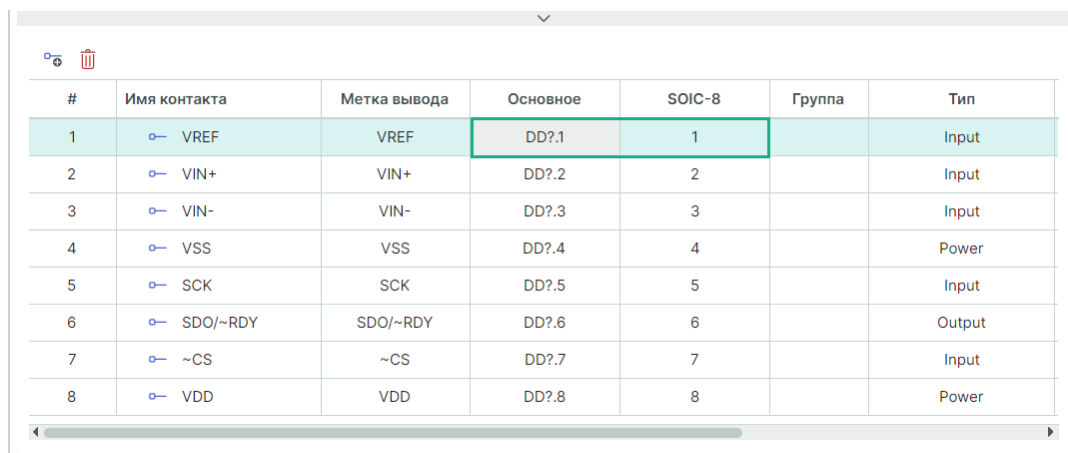 # Имя контакта Метка вывода Основное SOIC-8 Группа Тип
1 VREF VREF DD?.1 1 Input
2 VIN+ VIN+ DD?.2 2 Input
3 VIN- VIN- DD?.3 3 Input
4 VSS VSS DD?.4 4 Power
5 SCK SCK DD?.5 5 Input
6 SDO/~RDY SDO/~RDY DD?.6 6 Output
7 ~CS ~CS DD?.7 7 Input
8 VDD VDD DD?.8 8 Power